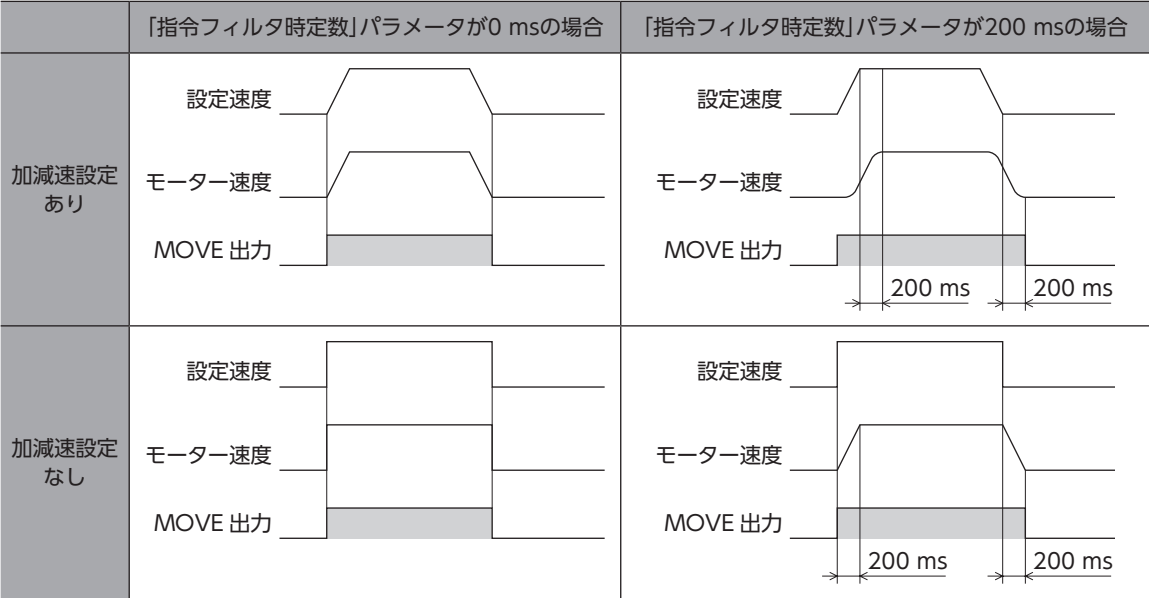 「指令フィルタ時定数」パラメータが0 msの場合
「指令フィルタ時定数」パラメータが200 msの場合
加減速設定
あり
設定速度
モーター速度
MOVE 出力
設定速度
モーター速度
MOVE 出力
200 ms
200 ms
加減速設定
なし
設定速度
モーター速度
MOVE 出力
設定速度
モーター速度
MOVE 出力
200 ms
200 ms